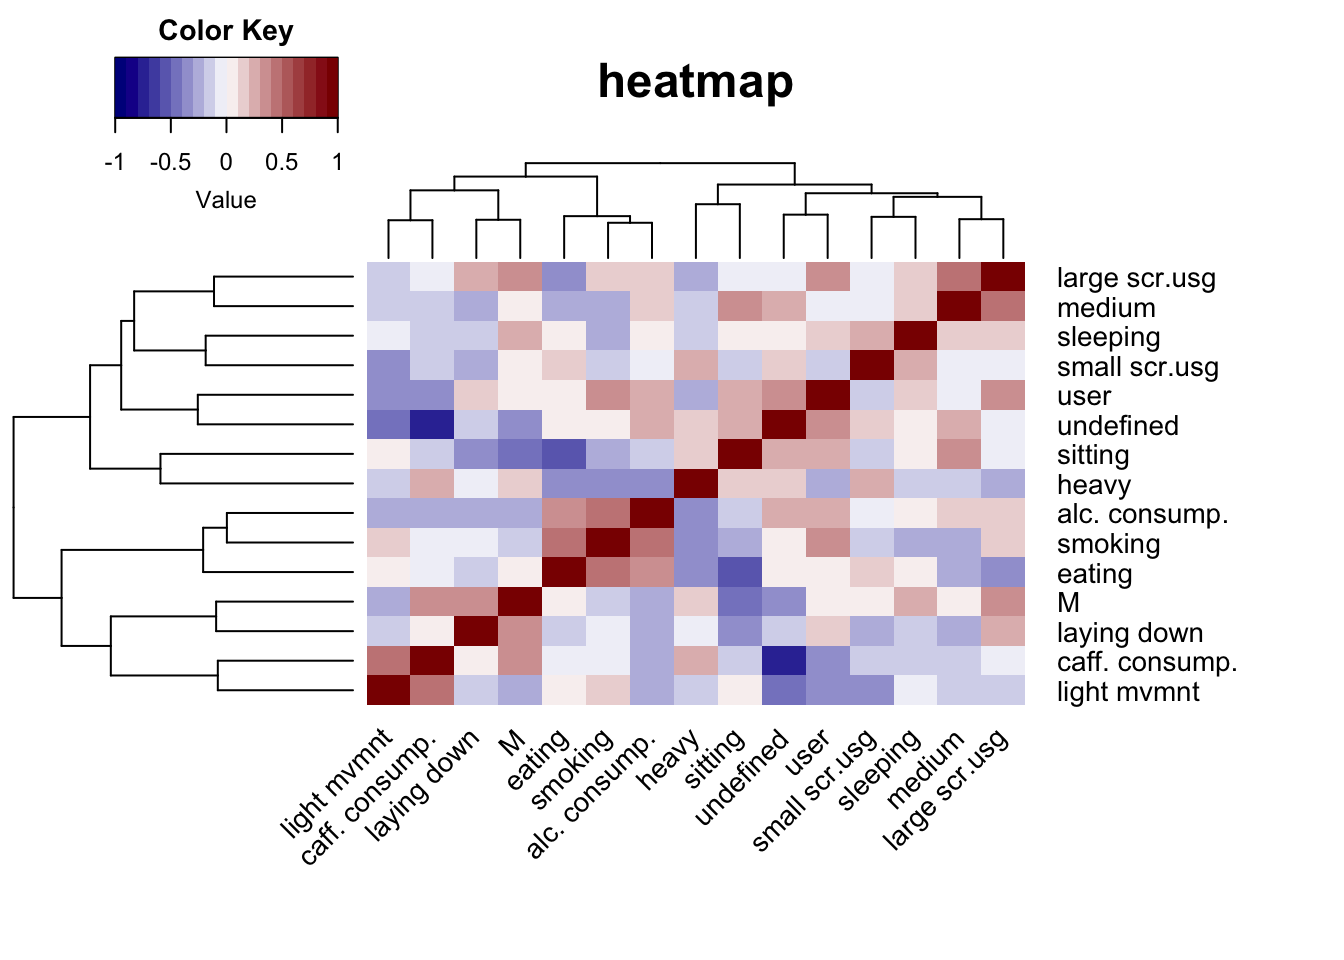 Color Key
heatmap
-1 -0.5 0 0.5 1
Value
large scr.usg
medium
sleeping
small scr.usg
user
undefined
sitting
heavy
alc. consump.
smoking
eating
M
laying down
caff. consump.
light mvmnt
light mvmnt
caff. consump.
laying down
M
eating
smoking
alc. consump.
heavy
sitting
undefined
user
small scr.usg
sleeping
medium
large scr.usg